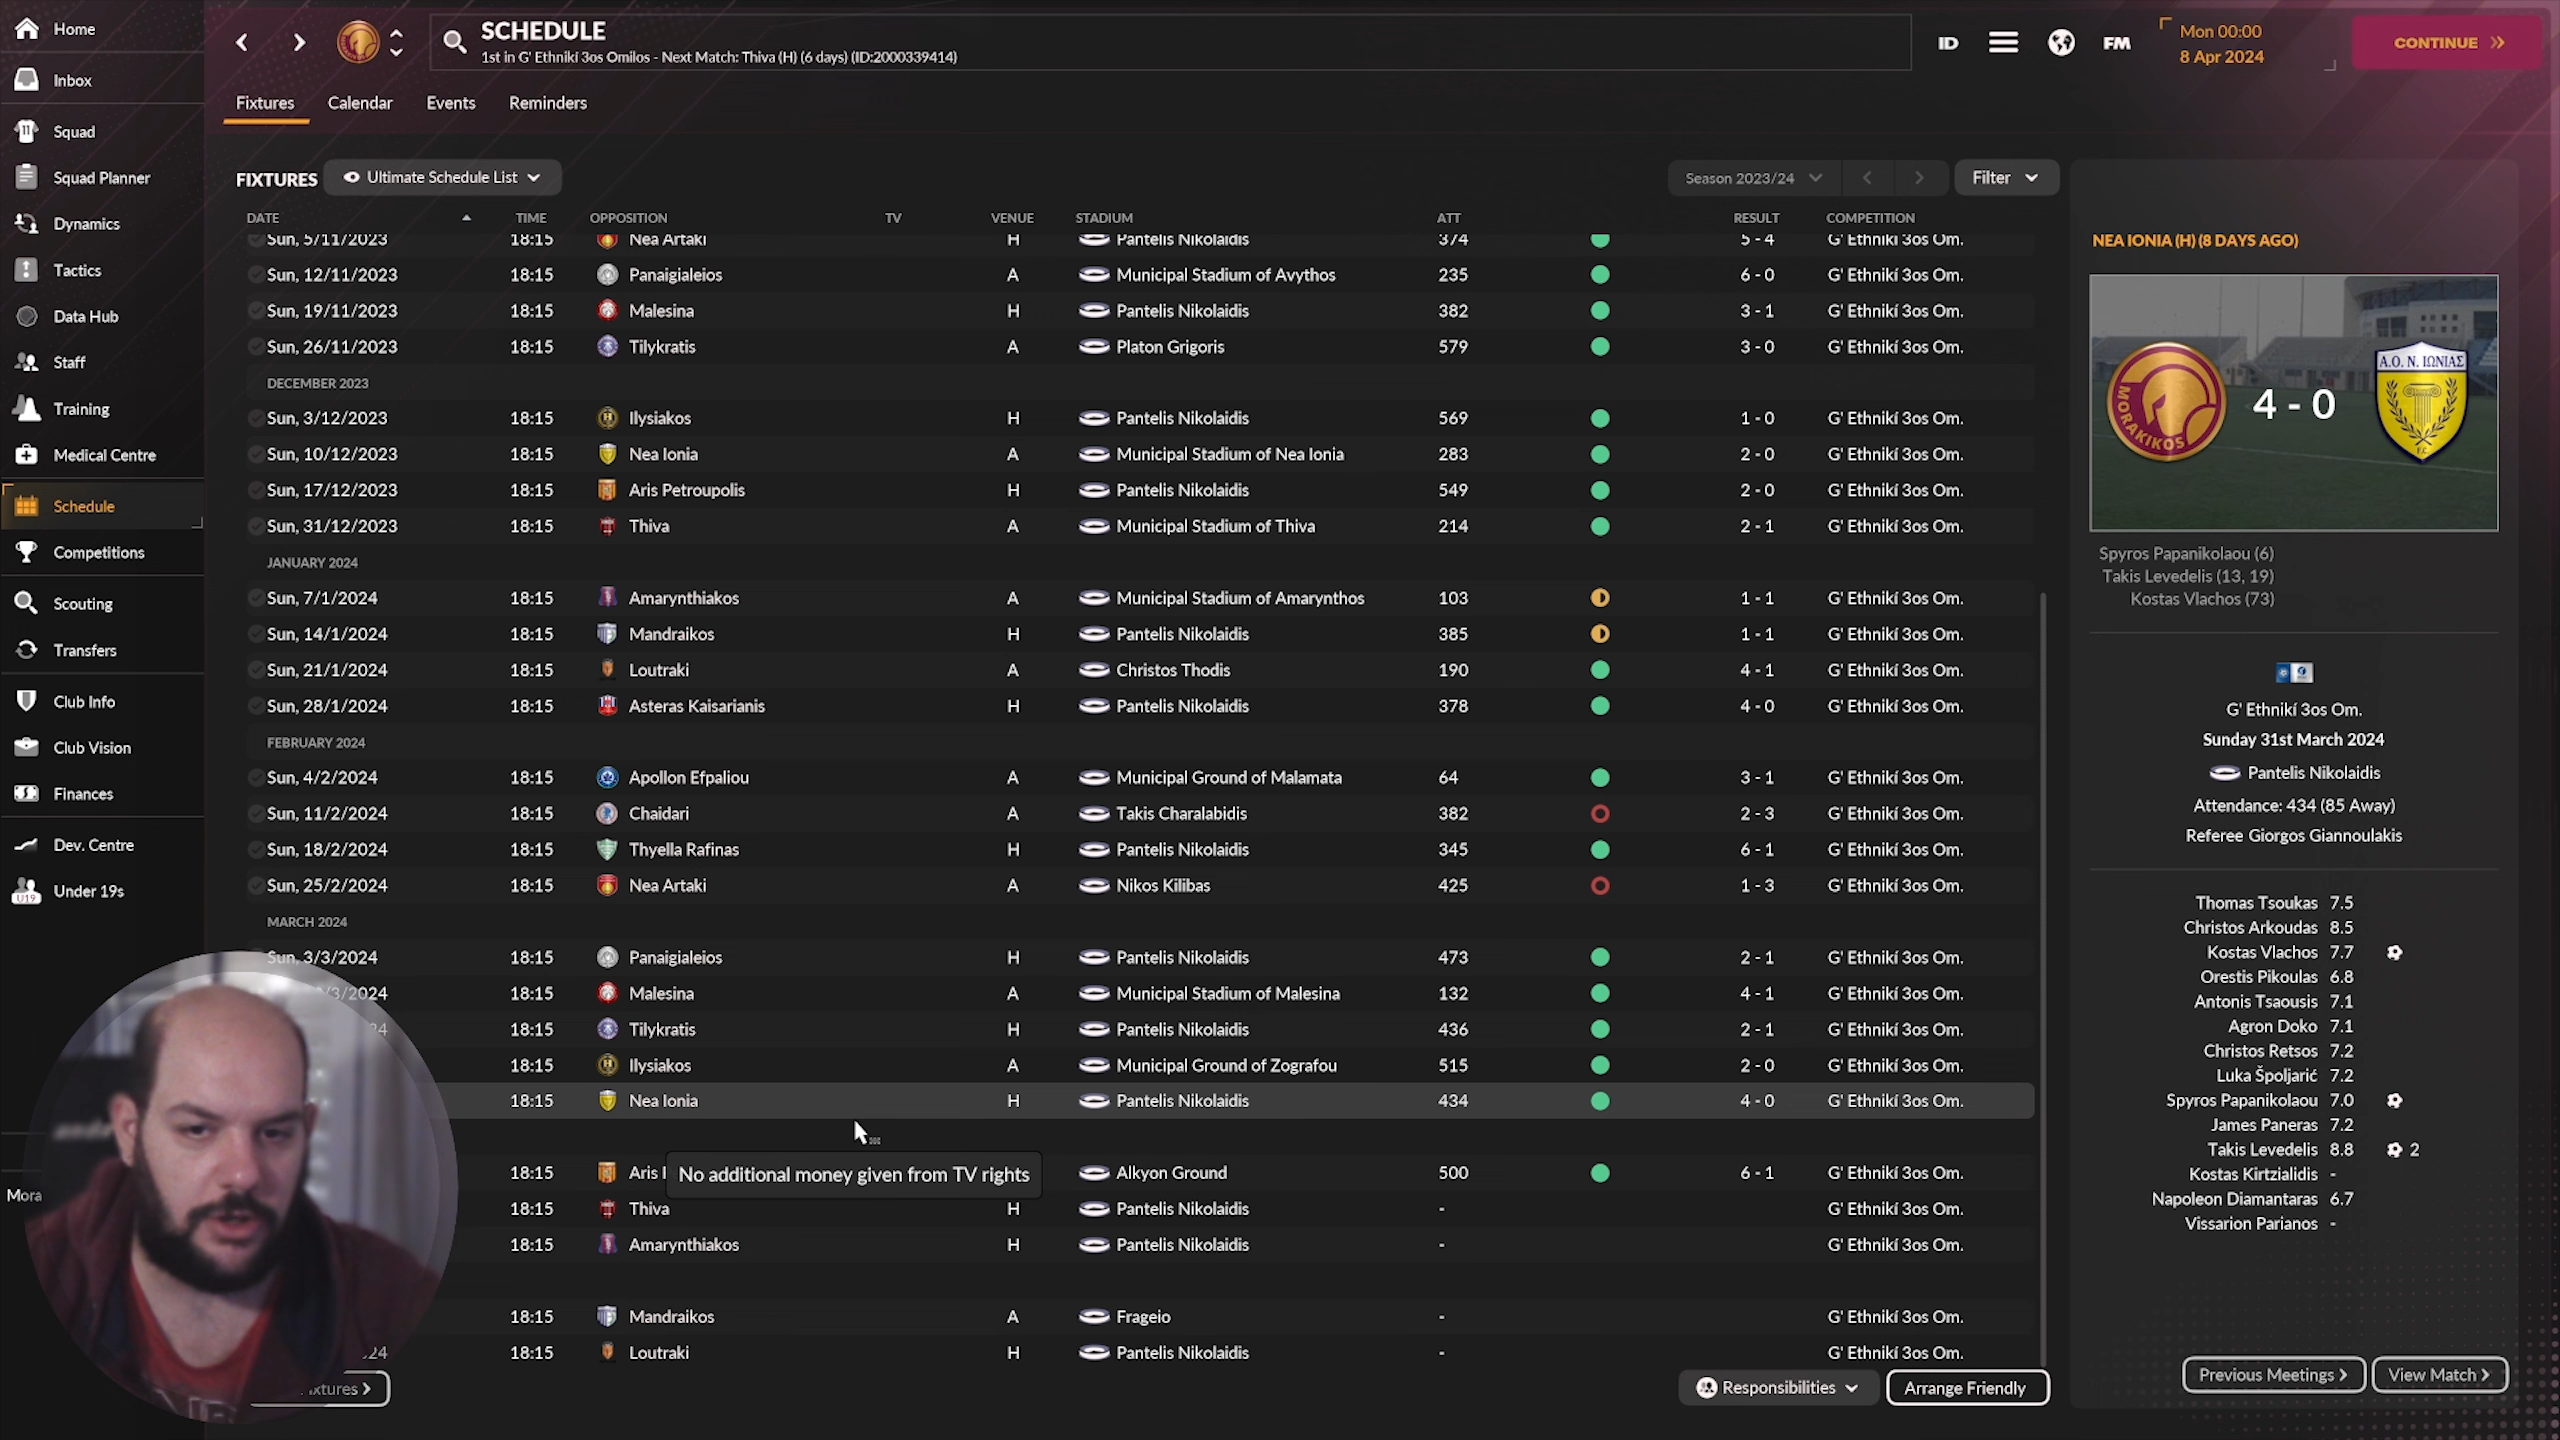 Home
Inbox
Squad
Squad Planner
Dynamics
Tactics
Data Hub
Staff
Training
Medical Centre
Schedule
Competitions
Scouting
Transfers
Club Info
Club Vision
Finances
Dev. Centre
Under 19s
Mora
SCHEDULE
1st in G' Ethnikí 3os Omilos - Next Match: Thiva (H) (6 days) (ID:2000339414)
ID
FM
Mon 00:00
8 Apr 2024
CONTINUE
Fixtures Calendar Events Reminders
FIXTURES Ultimate Schedule List Season 2023/24 Filter
DATE TIME OPPOSITION TV VENUE STADIUM ATT RESULT COMPETITION
Sun, 5/11/2023 18:15 Nea Artaki H Pantelis Nikolaidis 374 5 - 4 G' Ethnikí 3os Om.
Sun, 12/11/2023 18:15 Panaigialeios A Municipal Stadium of Avythos 235 6 - 0 G' Ethnikí 3os Om.
Sun, 19/11/2023 18:15 Malesina H Pantelis Nikolaidis 382 3 - 1 G' Ethnikí 3os Om.
Sun, 26/11/2023 18:15 Tilykratis A Platon Grigoris 579 3 - 0 G' Ethnikí 3os Om.
DECEMBER 2023
Sun, 3/12/2023 18:15 Ilysiakos H Pantelis Nikolaidis 569 1 - 0 G' Ethnikí 3os Om.
Sun, 10/12/2023 18:15 Nea Ionia A Municipal Stadium of Nea Ionia 283 2 - 0 G' Ethnikí 3os Om.
Sun, 17/12/2023 18:15 Aris Petroupolis H Pantelis Nikolaidis 549 2 - 0 G' Ethnikí 3os Om.
Sun, 31/12/2023 18:15 Thiva A Municipal Stadium of Thiva 214 2 - 1 G' Ethnikí 3os Om.
JANUARY 2024
Sun, 7/1/2024 18:15 Amarynthiakos A Municipal Stadium of Amarynthos 103 1 - 1 G' Ethnikí 3os Om.
Sun, 14/1/2024 18:15 Mandraikos H Pantelis Nikolaidis 385 1 - 1 G' Ethnikí 3os Om.
Sun, 21/1/2024 18:15 Loutraki A Christos Thodis 190 4 - 1 G' Ethnikí 3os Om.
Sun, 28/1/2024 18:15 Asteras Kaisarianis H Pantelis Nikolaidis 378 4 - 0 G' Ethnikí 3os Om.
FEBRUARY 2024
Sun, 4/2/2024 18:15 Apollon Efpaliou A Municipal Ground of Malamata 64 3 - 1 G' Ethnikí 3os Om.
Sun, 11/2/2024 18:15 Chaidari A Takis Charalabidis 382 2 - 3 G' Ethnikí 3os Om.
Sun, 18/2/2024 18:15 Thyella Rafinas H Pantelis Nikolaidis 345 6 - 1 G' Ethnikí 3os Om.
Sun, 25/2/2024 18:15 Nea Artaki A Nikos Kilibas 425 1 - 3 G' Ethnikí 3os Om.
MARCH 2024
Sun, 3/3/2024 18:15 Panaigialeios H Pantelis Nikolaidis 473 2 - 1 G' Ethnikí 3os Om.
/3/2024 18:15 Malesina A Municipal Stadium of Malesina 132 4 - 1 G' Ethnikí 3os Om.
24 18:15 Tilykratis H Pantelis Nikolaidis 436 2 - 1 G' Ethnikí 3os Om.
18:15 Ilysiakos A Municipal Ground of Zografou 515 2 - 0 G' Ethnikí 3os Om.
18:15 Nea Ionia H Pantelis Nikolaidis 434 4 - 0 G' Ethnikí 3os Om.
18:15 Aris Alkyon Ground 500 6 - 1 G' Ethnikí 3os Om.
No additional money given from TV rights
18:15 Thiva H Pantelis Nikolaidis - G' Ethnikí 3os Om.
18:15 Amarynthiakos H Pantelis Nikolaidis - G' Ethnikí 3os Om.
18:15 Mandraikos A Frageio - G' Ethnikí 3os Om.
24 18:15 Loutraki H Pantelis Nikolaidis - G' Ethnikí 3os Om.
ixtures Responsibilities Arrange Friendly
NEA IONIA (H) (8 DAYS AGO)
MORAKIKOS
4 - 0
Α.Ο. Ν. ΙΩΝΙΑΣ
F.C
Spyros Papanikolaou (6)
Takis Levedelis (13, 19)
Kostas Vlachos (73)
G' Ethnikí 3os Om.
Sunday 31st March 2024
Pantelis Nikolaidis
Attendance: 434 (85 Away)
Referee Giorgos Giannoulakis
Thomas Tsoukas 7.5
Christos Arkoudas 8.5
Kostas Vlachos 7.7
Orestis Pikoulas 6.8
Antonis Tsaousis 7.1
Agron Doko 7.1
Christos Retsos 7.2
Luka Špoljarić 7.2
Spyros Papanikolaou 7.0
James Paneras 7.2
Takis Levedelis 8.8 2
Kostas Kirtzialidis -
Napoleon Diamantaras 6.7
Vissarion Parianos -
Previous Meetings View Match